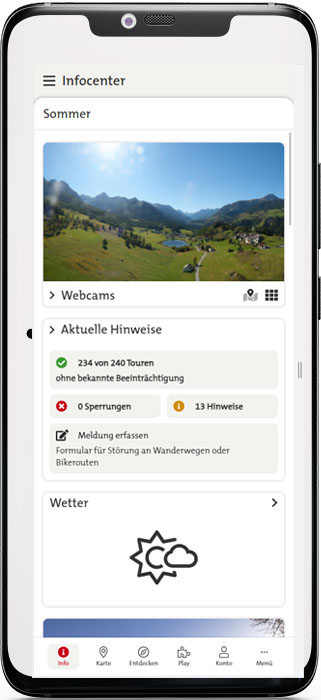 Infocenter
Sommer
Webcams
Aktuelle Hinweise
234 von 240 Touren
ohne bekannte Beeinträchtigung
0 Sperrungen
13 Hinweise
Meldung erfassen
Formular für Störung an Wanderwegen oder
Bikerouten
Wetter
Info Karte Entdecken Play Konto Menü